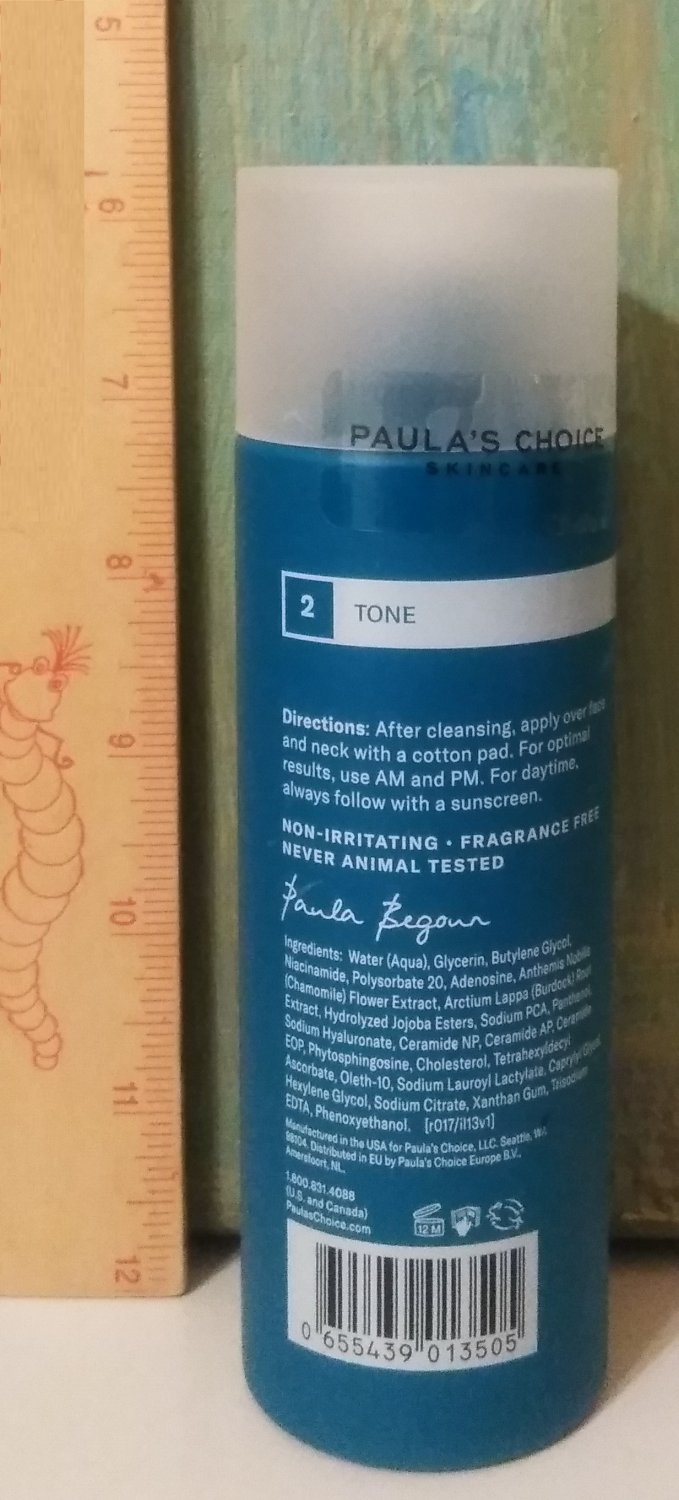 5
6
7
8
9
10
11
12
PAULA'S CHOICE
SKINCARE
2 TONE
Directions: After cleansing, apply over face
and neck with a cotton pad. For optimal
results, use AM and PM. For daytime,
always follow with a sunscreen.
NON-IRRITATING • FRAGRANCE FREE
NEVER ANIMAL TESTED
Paula Begoun
Ingredients: Water (Aqua), Glycerin, Butylene Glycol,
Niacinamide, Polysorbate 20, Adenosine, Anthemis Nobilis
(Chamomile) Flower Extract, Arctium Lappa (Burdock) Root
Extract, Hydrolyzed Jojoba Esters, Sodium PCA, Panthenol,
Sodium Hyaluronate, Ceramide NP, Ceramide AP, Ceramide
EOP, Phytosphingosine, Cholesterol, Tetrahexyldecyl
Ascorbate, Oleth-10, Sodium Lauroyl Lactylate, Caprylyl Glycol,
Hexylene Glycol, Sodium Citrate, Xanthan Gum, Trisodium
EDTA, Phenoxyethanol. [r017/il13v1]
Manufactured in the USA for Paula's Choice, LLC. Seattle, WA
98104. Distributed in EU by Paula's Choice Europe B.V.,
Amersfoort, NL.
1.800.831.4088
(U.S. and Canada)
PaulasChoice.com
12 M
0 655439 013505